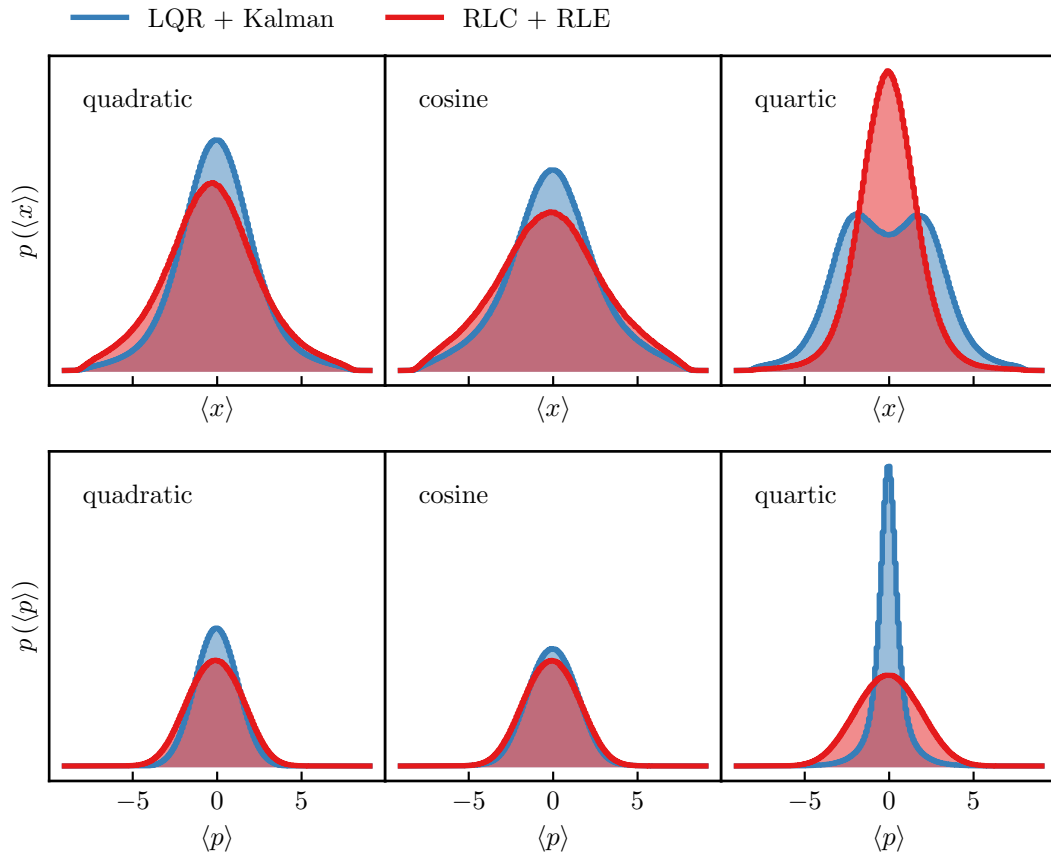 LQR + Kalman RLC + RLE
quadratic cosine quartic
p (⟨x⟩)
⟨x⟩ ⟨x⟩ ⟨x⟩
quadratic cosine quartic
p (⟨p⟩)
−5 0 5 −5 0 5 −5 0 5
⟨p⟩ ⟨p⟩ ⟨p⟩